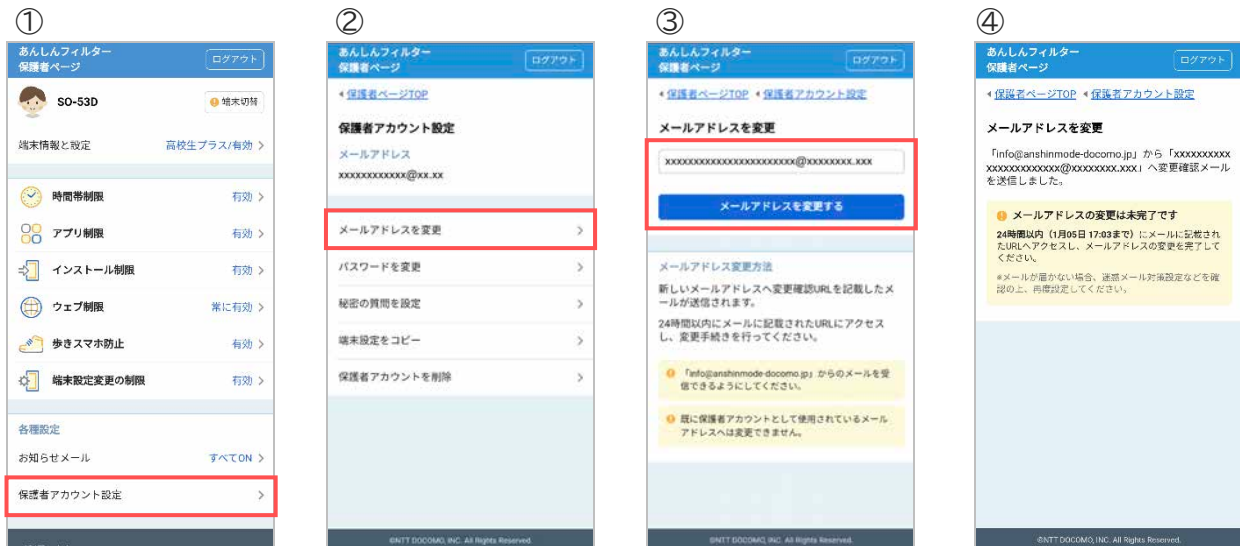 ①
あんしんフィルター
保護者ページ
ログアウト
SO-53D
端末切替
端末情報と設定
高校生プラス/有効
時間帯制限
有効
アプリ制限
有効
インストール制限
有効
ウェブ制限
常に有効
歩きスマホ防止
有効
端末設定変更の制限
有効
各種設定
お知らせメール
すべてON
保護者アカウント設定
②
あんしんフィルター
保護者ページ
ログアウト
保護者ページTOP
保護者アカウント設定
メールアドレス
xxxxxxxxxxxx@xx.xx
メールアドレスを変更
パスワードを変更
秘密の質問を設定
端末設定をコピー
保護者アカウントを削除
©NTT DOCOMO, INC. All Rights Reserved.
③
あんしんフィルター
保護者ページ
ログアウト
保護者ページTOP 保護者アカウント設定
メールアドレスを変更
xxxxxxxxxxxxxxxxxxxxxxx@xxxxxxxx.xxx
メールアドレスを変更する
メールアドレス変更方法
新しいメールアドレスへ変更確認URLを記載したメ
ールが送信されます。
24時間以内にメールに記載されたURLにアクセス
し、変更手続きを行ってください。
「info@anshinmode-docomo.jp」からのメールを受
信できるようにしてください。
既に保護者アカウントとして使用されているメール
アドレスへは変更できません。
©NTT DOCOMO, INC. All Rights Reserved.
④
あんしんフィルター
保護者ページ
ログアウト
保護者ページTOP 保護者アカウント設定
メールアドレスを変更
「info@anshinmode-docomo.jp」から「xxxxxxxxxx
xxxxxxxxxxxxx@xxxxxxxx.xxx」へ変更確認メール
を送信しました。
メールアドレスの変更は未完了です
24時間以内（1月05日 17:03まで）にメールに記載され
たURLへアクセスし、メールアドレスの変更を完了して
ください。
※メールが届かない場合、迷惑メール対策設定などを確
認の上、再度設定してください。
©NTT DOCOMO, INC. All Rights Reserved.